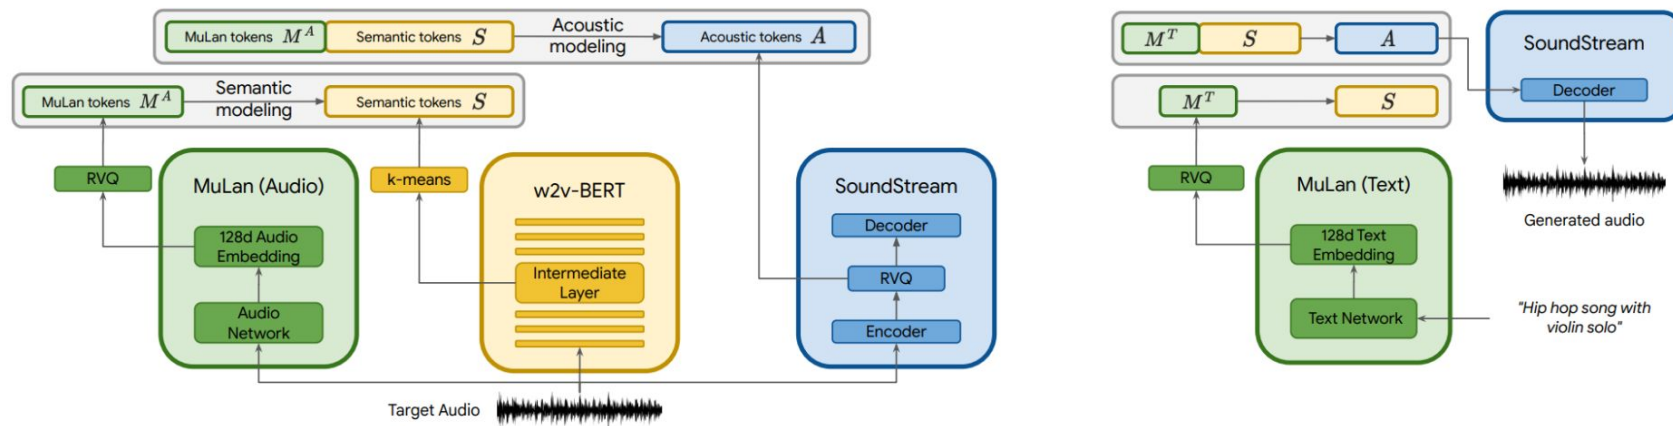 MuLan tokens M^A
Semantic tokens S
Acoustic
modeling
Acoustic tokens A
MuLan tokens M^A
Semantic
modeling
Semantic tokens S
RVQ
MuLan (Audio)
128d Audio
Embedding
Audio
Network
k-means
w2v-BERT
Intermediate
Layer
SoundStream
Decoder
RVQ
Encoder
Target Audio
M^T
S
A
M^T
S
SoundStream
Decoder
Generated audio
RVQ
MuLan (Text)
128d Text
Embedding
Text Network
"Hip hop song with
violin solo"